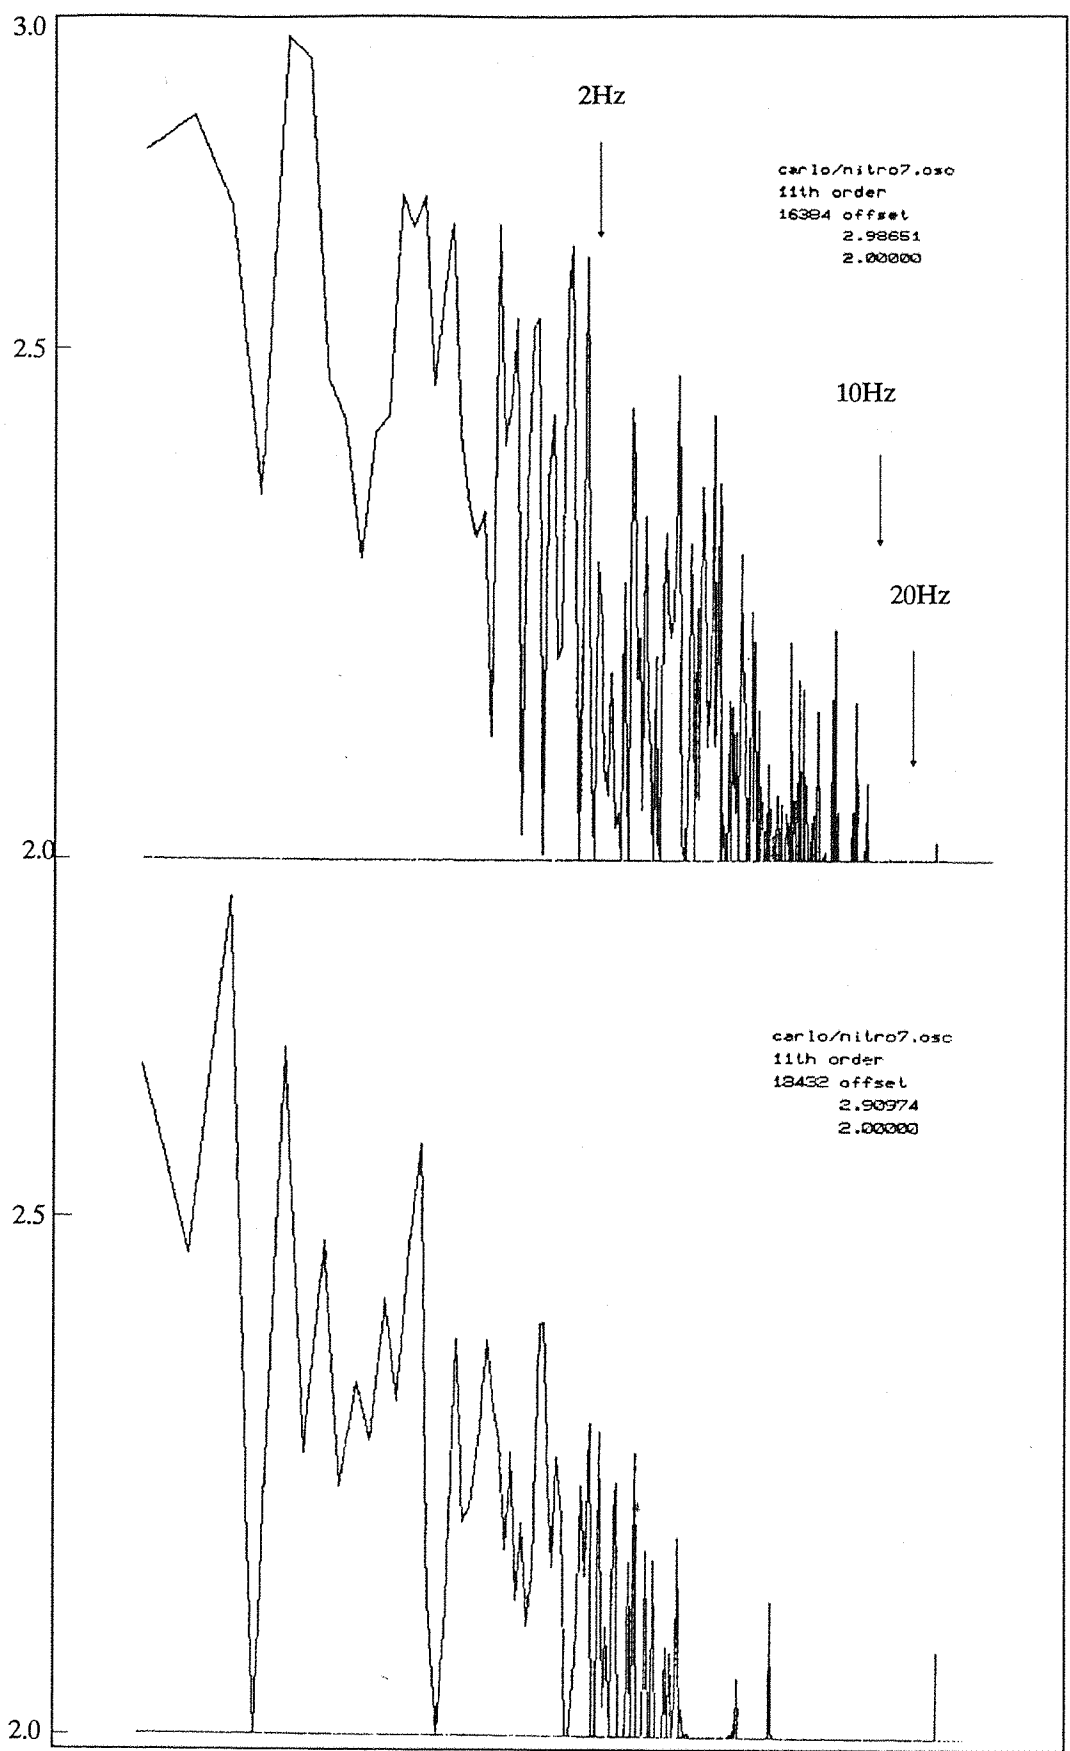 3.0
2Hz
carlo/nitro7.osc
11th order
16384 offset
2.98651
2.00000
2.5
10Hz
20Hz
2.0
carlo/nitro7.osc
11th order
18432 offset
2.90974
2.00000
2.5
2.0